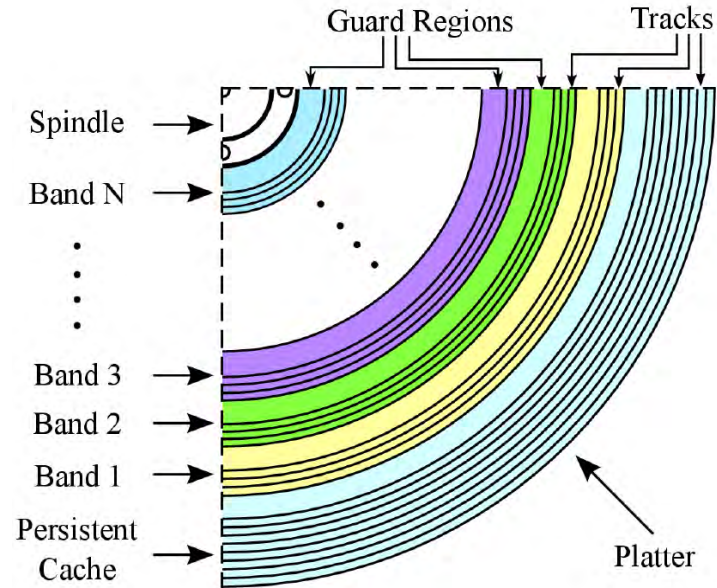 Guard Regions
Tracks
Spindle
Band N
Band 3
Band 2
Band 1
Persistent
Cache
Platter